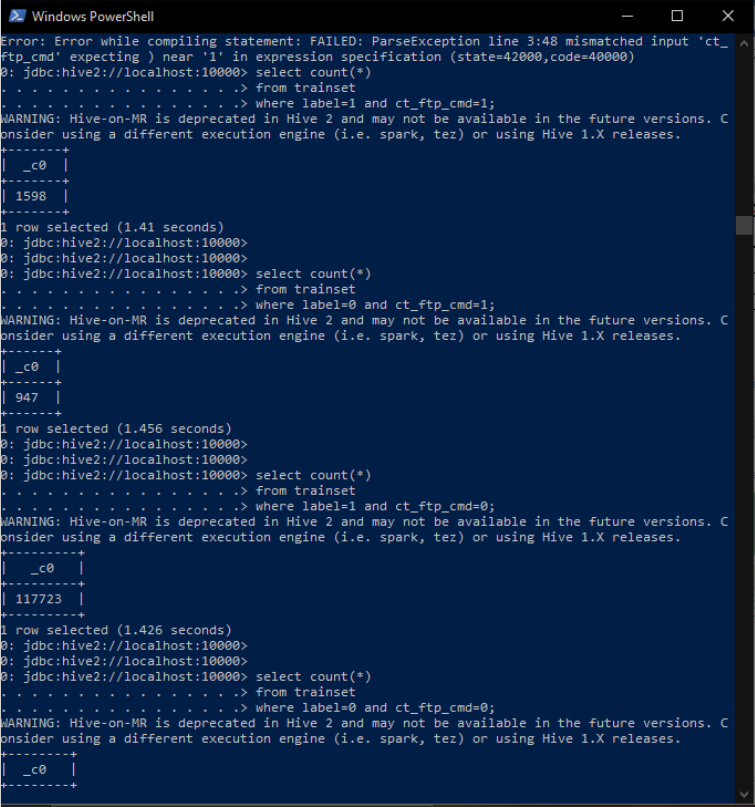 Windows PowerShell
Error: Error while compiling statement: FAILED: ParseException line 3:48 mismatched input 'ct_
ftp_cmd' expecting ) near '1' in expression specification (state=42000,code=40000)
0: jdbc:hive2://localhost:10000> select count(*)
. . . . . . . . . . . . . . . .> from trainset
. . . . . . . . . . . . . . . .> where label=1 and ct_ftp_cmd=1;
WARNING: Hive-on-MR is deprecated in Hive 2 and may not be available in the future versions. C
onsider using a different execution engine (i.e. spark, tez) or using Hive 1.X releases.
+-------+
|  _c0  |
+-------+
| 1598  |
+-------+
1 row selected (1.41 seconds)
0: jdbc:hive2://localhost:10000>
0: jdbc:hive2://localhost:10000>
0: jdbc:hive2://localhost:10000> select count(*)
. . . . . . . . . . . . . . . .> from trainset
. . . . . . . . . . . . . . . .> where label=0 and ct_ftp_cmd=1;
WARNING: Hive-on-MR is deprecated in Hive 2 and may not be available in the future versions. C
onsider using a different execution engine (i.e. spark, tez) or using Hive 1.X releases.
+------+
| _c0  |
+------+
| 947  |
+------+
1 row selected (1.456 seconds)
0: jdbc:hive2://localhost:10000>
0: jdbc:hive2://localhost:10000>
0: jdbc:hive2://localhost:10000> select count(*)
. . . . . . . . . . . . . . . .> from trainset
. . . . . . . . . . . . . . . .> where label=1 and ct_ftp_cmd=0;
WARNING: Hive-on-MR is deprecated in Hive 2 and may not be available in the future versions. C
onsider using a different execution engine (i.e. spark, tez) or using Hive 1.X releases.
+---------+
|   _c0   |
+---------+
| 117723  |
+---------+
1 row selected (1.426 seconds)
0: jdbc:hive2://localhost:10000>
0: jdbc:hive2://localhost:10000>
0: jdbc:hive2://localhost:10000> select count(*)
. . . . . . . . . . . . . . . .> from trainset
. . . . . . . . . . . . . . . .> where label=0 and ct_ftp_cmd=0;
WARNING: Hive-on-MR is deprecated in Hive 2 and may not be available in the future versions. C
onsider using a different execution engine (i.e. spark, tez) or using Hive 1.X releases.
+--------+
|  _c0   |
+--------+